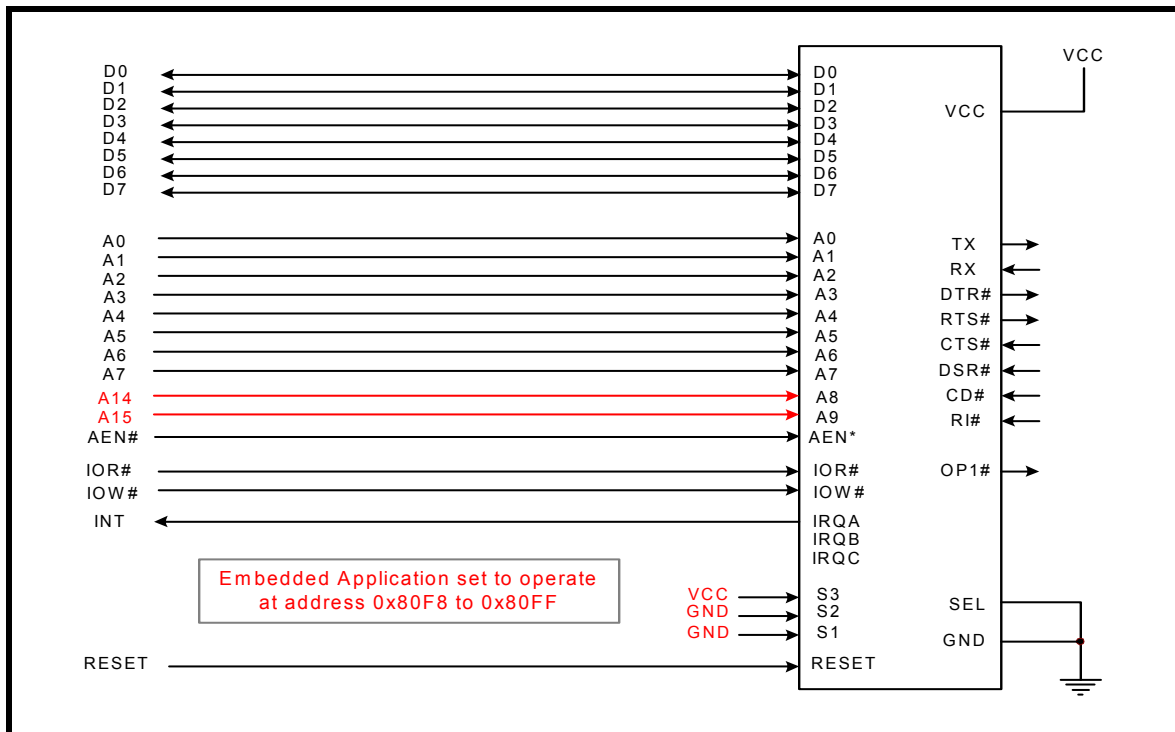 VCC
D0 D0
D1 D1
D2 D2
D3 D3 VCC
D4 D4
D5 D5
D6 D6
D7 D7
A0 A0 TX
A1 A1
A2 A2 RX
A3 A3 DTR#
A4 A4 RTS#
A5 A5 CTS#
A6 A6
A7 A7 DSR#
A14 A8 CD#
A15 A9 RI#
AEN# AEN*
IOR# IOR# OP1#
IOW# IOW#
INT IRQA
IRQB
IRQC
Embedded Application set to operate
at address 0x80F8 to 0x80FF
VCC S3 SEL
GND S2
GND S1 GND
RESET RESET